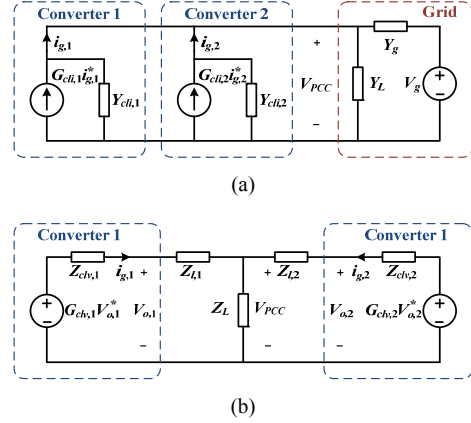 Converter 1 Converter 2 Grid
i_{g,1} i_{g,2} + Y_g
G_{cli,1}i^*_{g,1} Y_{cli,1} G_{cli,2}i^*_{g,2} Y_{cli,2} V_{PCC} Y_L V_g + -
-
(a)
Converter 1 Converter 1
Z_{clv,1} i_{g,1} Z_{l,1} Z_{l,2} i_{g,2} Z_{clv,2}
+ + + + +
G_{clv,1}V^*_{o,1} V_{o,1} Z_L V_{PCC} V_{o,2} G_{clv,2}V^*_{o,2}
- - - - -
(b)